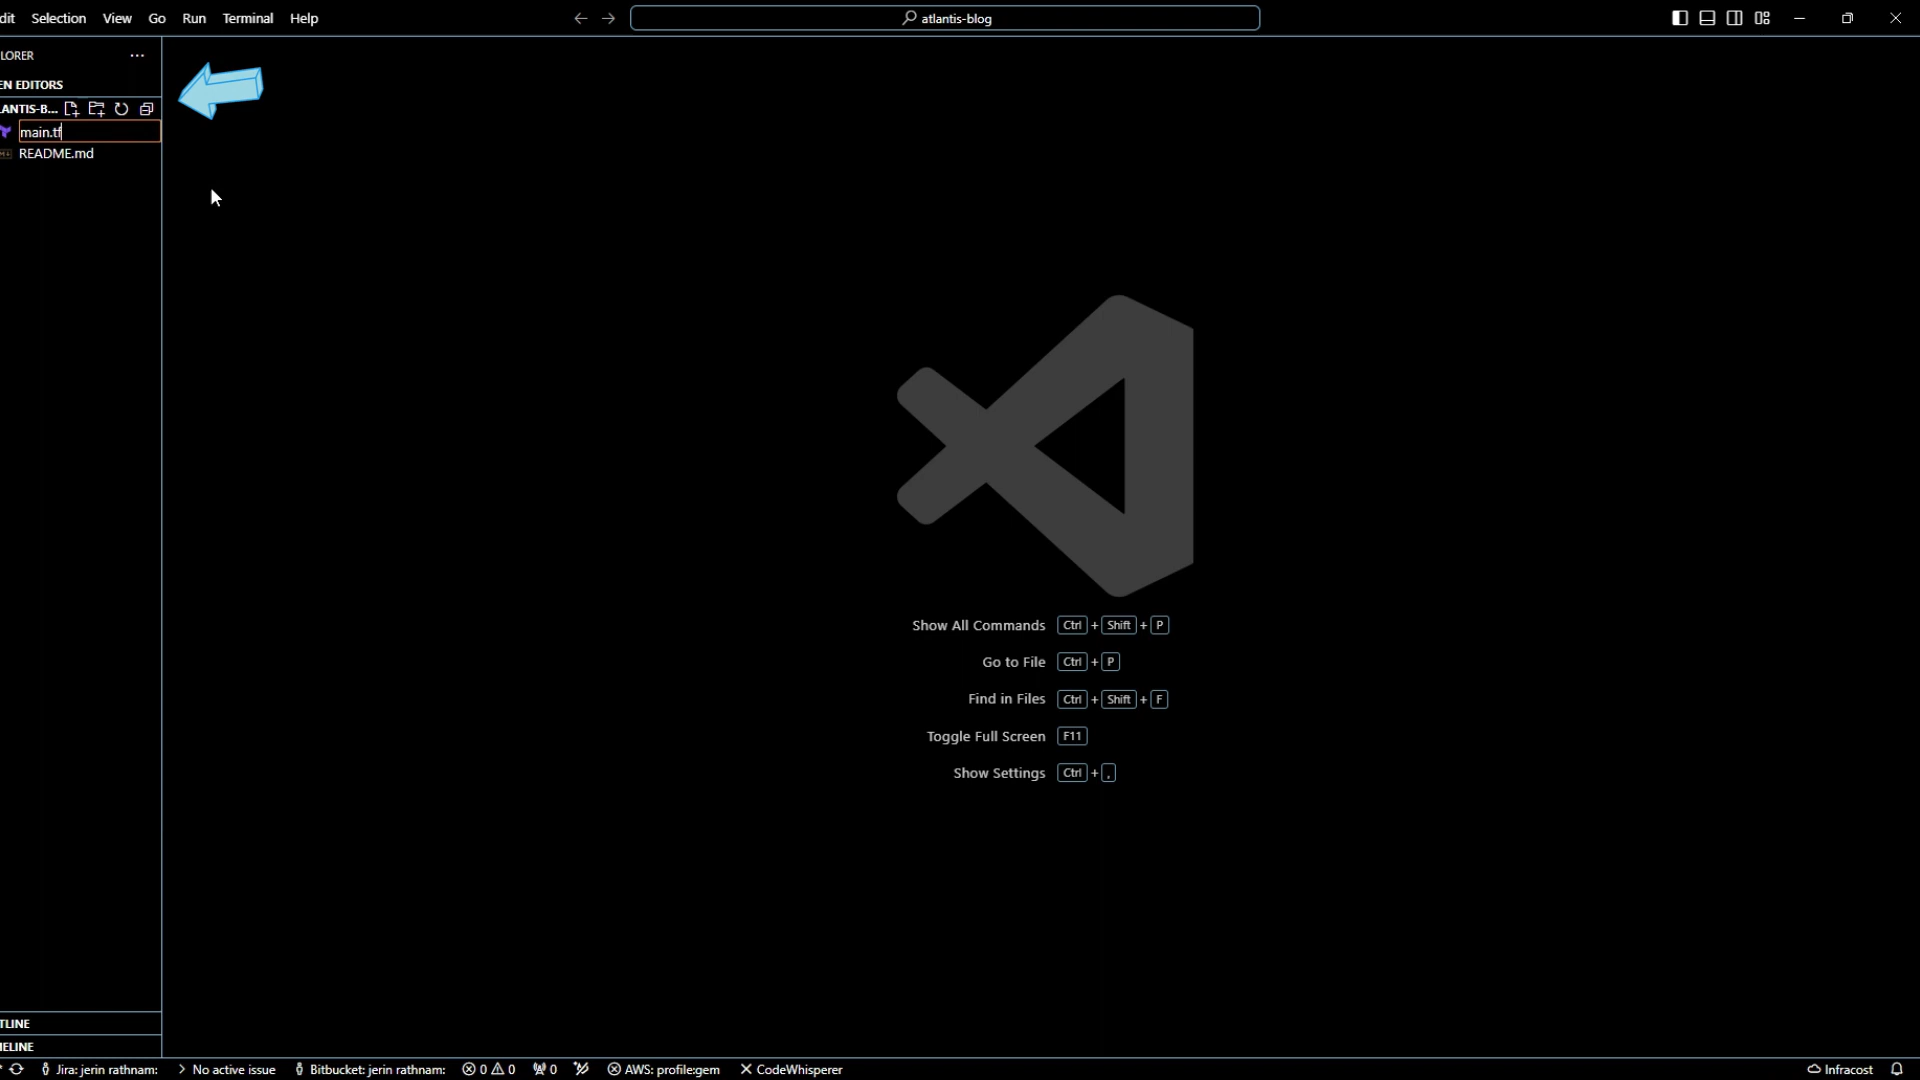 dit Selection View Go Run Terminal Help
atlantis-blog
LORER
EN EDITORS
LANTIS-B...
main.tf
README.md
Show All Commands Ctrl + Shift + P
Go to File Ctrl + P
Find in Files Ctrl + Shift + F
Toggle Full Screen F11
Show Settings Ctrl + ,
TLINE
IELINE
Jira: jerin rathnam: No active issue Bitbucket: jerin rathnam: 0 0 0 AWS: profile:gem CodeWhisperer Infracost